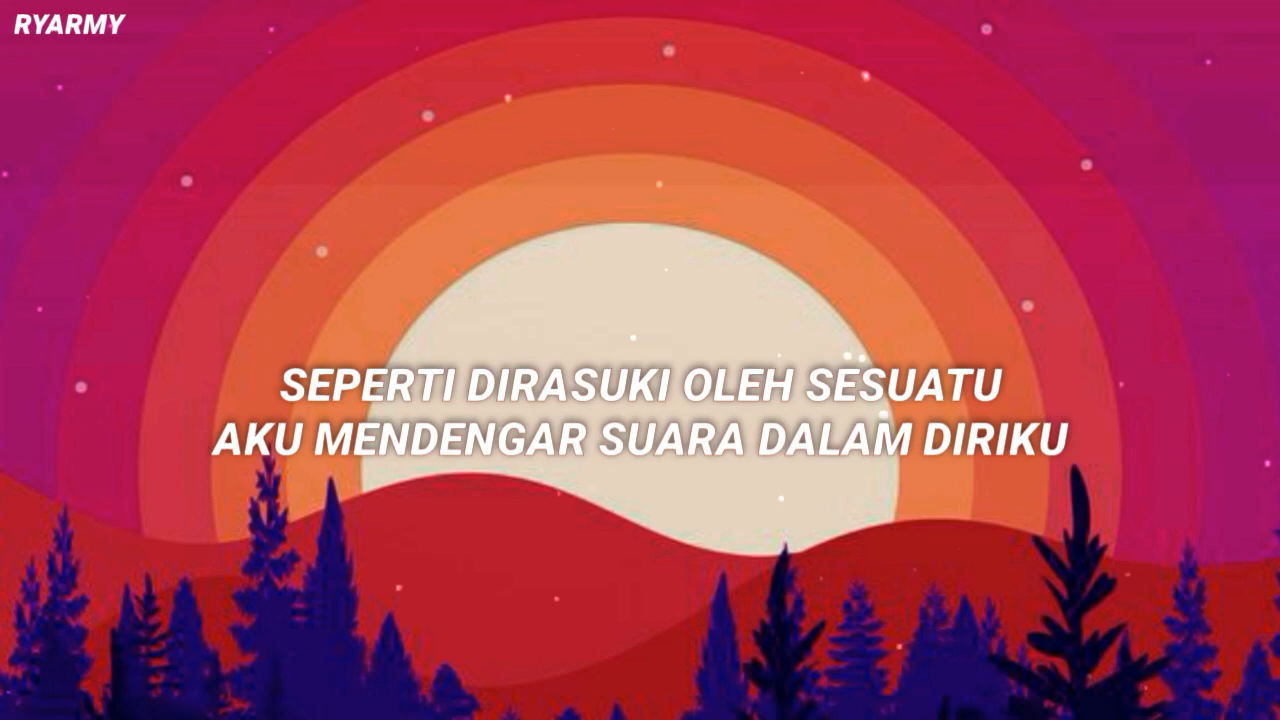 RYARMY
SEPERTI DIRASUKI OLEH SESUATU
AKU MENDENGAR SUARA DALAM DIRIKU